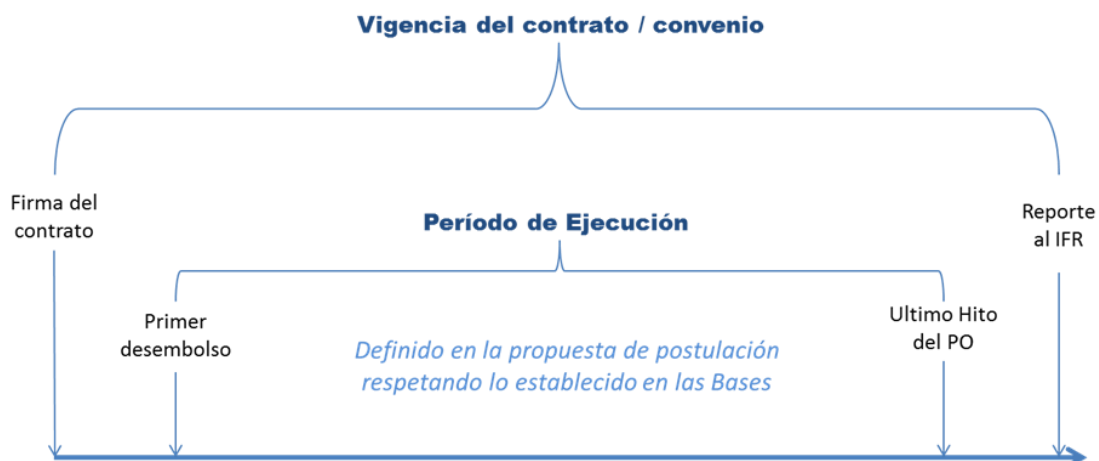 Vigencia del contrato / convenio
Firma del
contrato
Período de Ejecución
Reporte
al IFR
Primer
desembolso
Ultimo Hito
del PO
Definido en la propuesta de postulación
respetando lo establecido en las Bases